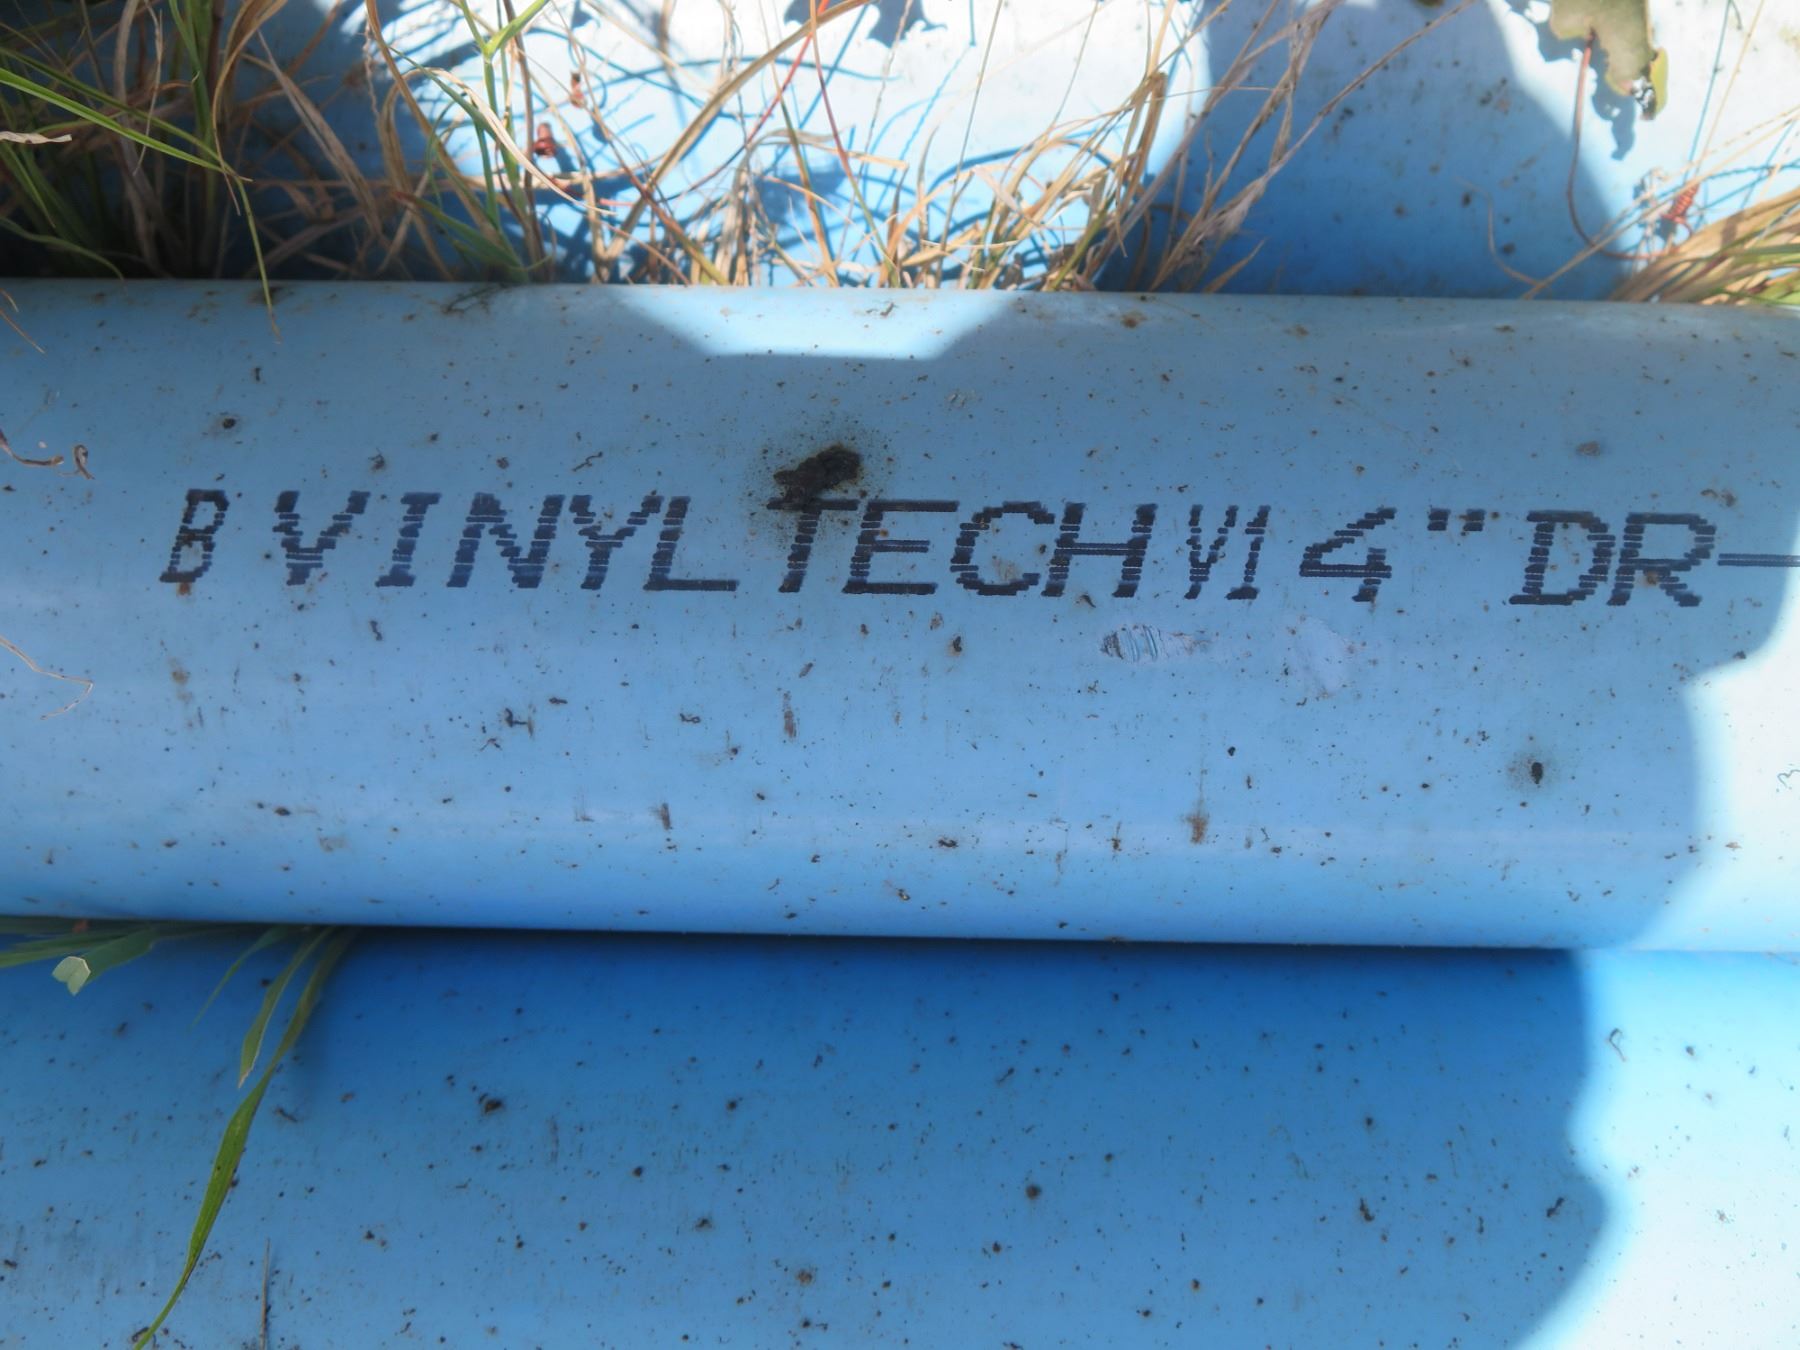 B VINYLTECH VI 4" DR-